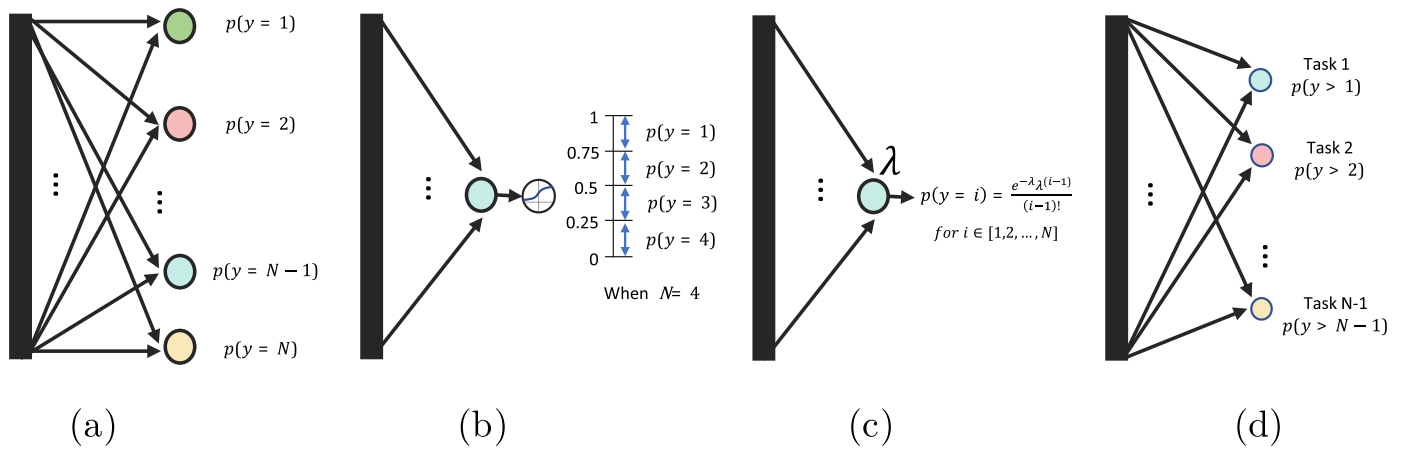 p(y = 1)
p(y = 2)
⋮
⋮
p(y = N − 1)
p(y = N)
(a)
⋮
1
0.75
0.5
0.25
0
p(y = 1)
p(y = 2)
p(y = 3)
p(y = 4)
When N= 4
(b)
⋮
λ
p(y = i) = e^{−λ}λ^{(i−1)} / (i−1)!
for i ∈ [1,2, ..., N]
(c)
⋮
Task 1
p(y > 1)
Task 2
p(y > 2)
⋮
Task N-1
p(y > N − 1)
(d)